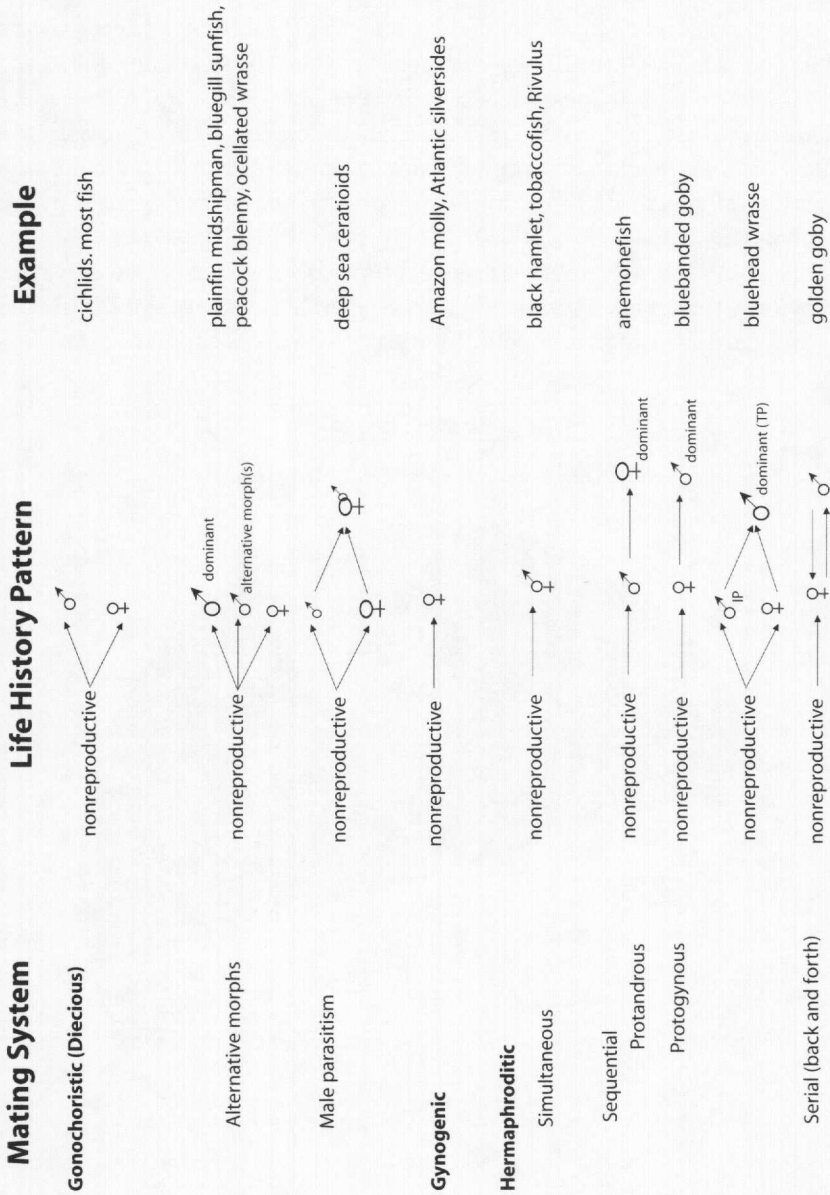 Mating System
Life History Pattern
Example
Gonochoristic (Diecious)
nonreproductive
cichlids. most fish
Alternative morphs
nonreproductive
dominant
alternative morph(s)
plainfin midshipman, bluegill sunfish,
peacock blenny, ocellated wrasse
Male parasitism
nonreproductive
deep sea ceratioids
Gynogenic
nonreproductive
Amazon molly, Atlantic silversides
Hermaphroditic
Simultaneous
nonreproductive
black hamlet, tobaccofish, Rivulus
Sequential
Protandrous
nonreproductive
dominant
anemonefish
Protogynous
nonreproductive
dominant
bluebanded goby
nonreproductive
IP
dominant (TP)
bluehead wrasse
Serial (back and forth)
nonreproductive
golden goby